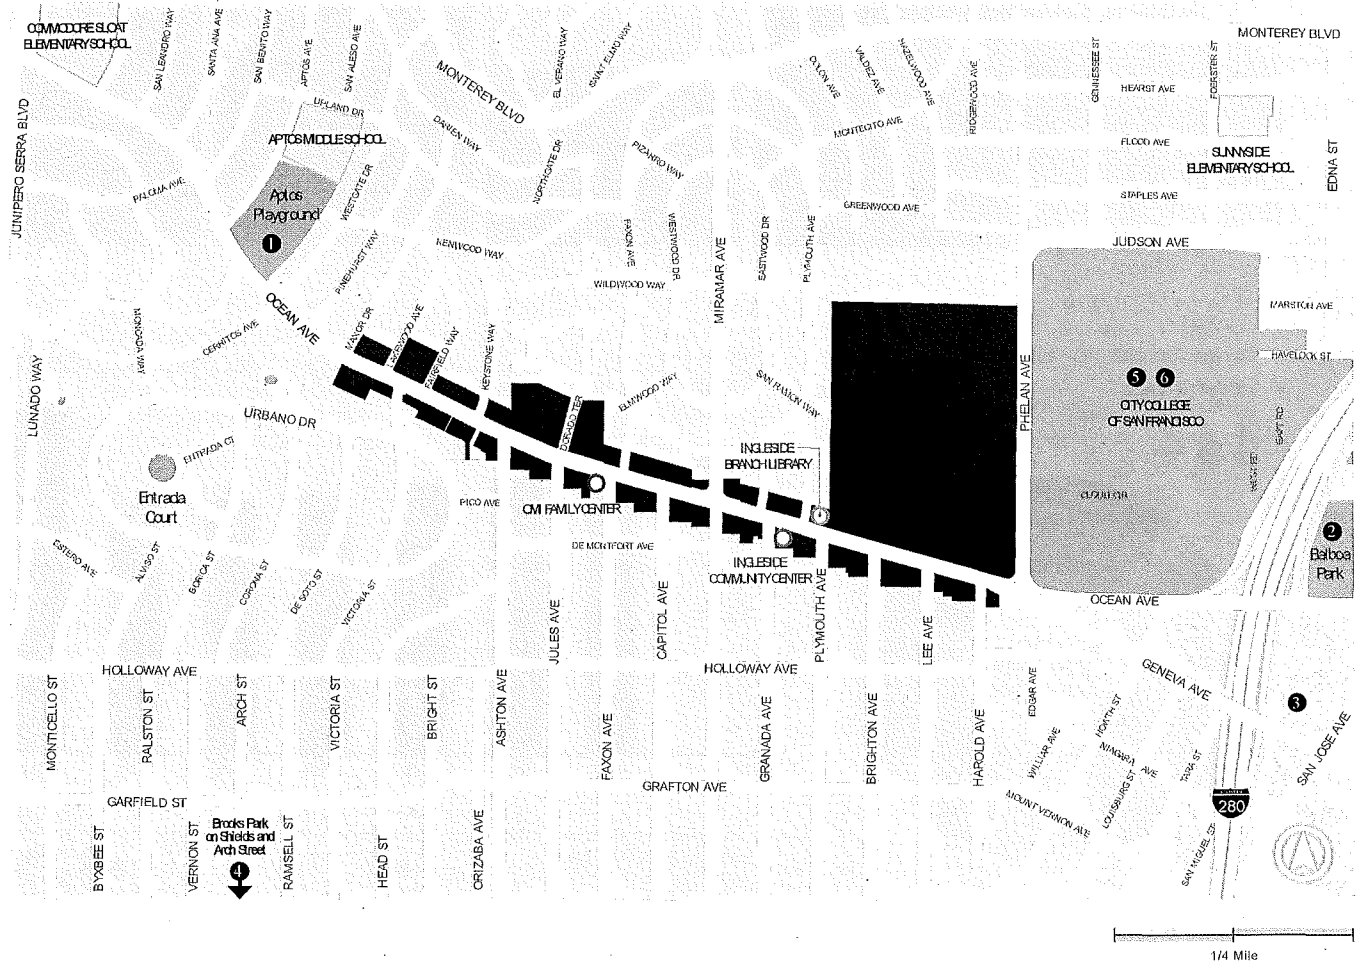 COMMODORE SLOAT
ELEMENTARY SCHOOL
SAN LEANDRO WAY
SANTA ANA AVE
SAN BENITO WAY
APTOS AVE
SAN ALESO AVE
MONTEREY BLVD
EL VERANO WAY
SAINT ELMO WAY
COLON AVE
VALDEZ AVE
HAZELWOOD AVE
RIDGEWOOD AVE
GENNESSEE ST
FOERSTER ST
MONTEREY BLVD
HEARST AVE
JUNIPERO SERRA BLVD
UPLAND DR
APTOS MIDDLE SCHOOL
DARIEN WAY
NORTHGATE DR
PIZARRO WAY
MONTECITO AVE
FLOOD AVE
SUNNYSIDE
ELEMENTARY SCHOOL
EDNA ST
PALOMA AVE
Aptos
Playground
1
WESTGATE DR
STAPLES AVE
GREENWOOD AVE
PINEHURST WAY
KENWOOD WAY
FAXON AVE
WESTWOOD DR
WILDWOOD WAY
MIRAMAR AVE
EASTWOOD DR
PLYMOUTH AVE
JUDSON AVE
OCEAN AVE
MONCADA WAY
CERRITOS AVE
MANOR DR
LAKEWOOD AVE
FAIRFIELD WAY
KEYSTONE WAY
MARSTON AVE
HAVELOCK ST
LUNADO WAY
URBANO DR
DORADO TER
ELMWOOD WAY
SAN RAMON WAY
PHELAN AVE
5
6
CITY COLLEGE
OF SAN FRANCISCO
ENTRADA CT
Entrada
Court
INGLESIDE
BRANCH LIBRARY
CLOUD CIR
PICO AVE
OMI FAMILY CENTER
DE MONTFORT AVE
INGLESIDE
COMMUNITY CENTER
2
Balboa
Park
ESTERO AVE
ALVISO ST
BORICA ST
CORONA ST
DE SOTO ST
VICTORIA ST
JULES AVE
CAPITOL AVE
PLYMOUTH AVE
LEE AVE
OCEAN AVE
HOLLOWAY AVE
HOLLOWAY AVE
GENEVA AVE
MONTICELLO ST
RALSTON ST
ARCH ST
VICTORIA ST
BRIGHT ST
ASHTON AVE
FAXON AVE
GRANADA AVE
BRIGHTON AVE
HAROLD AVE
EDGAR AVE
WILLIAR AVE
HOWTH ST
NIAGARA AVE
LOUISBURG ST
TARA ST
3
SAN JOSE AVE
MOUNT VERNON AVE
GRAFTON AVE
GARFIELD ST
280
SAN MIGUEL ST
BYXBEE ST
VERNON ST
Brooks Park
on Shields and
Arch Street
4
RAMSELL ST
HEAD ST
ORIZABA AVE
1/4 Mile